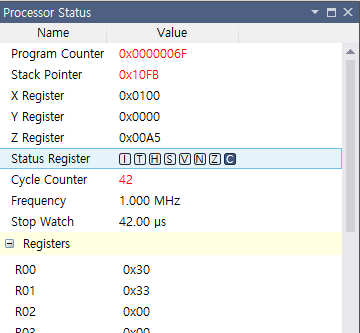 Processor Status
Name Value
Program Counter 0x0000006F
Stack Pointer 0x10FB
X Register 0x0100
Y Register 0x0000
Z Register 0x00A5
Status Register I T H S V N Z C
Cycle Counter 42
Frequency 1.000 MHz
Stop Watch 42.00 µs
Registers
R00 0x30
R01 0x33
R02 0x00
R03 0x00